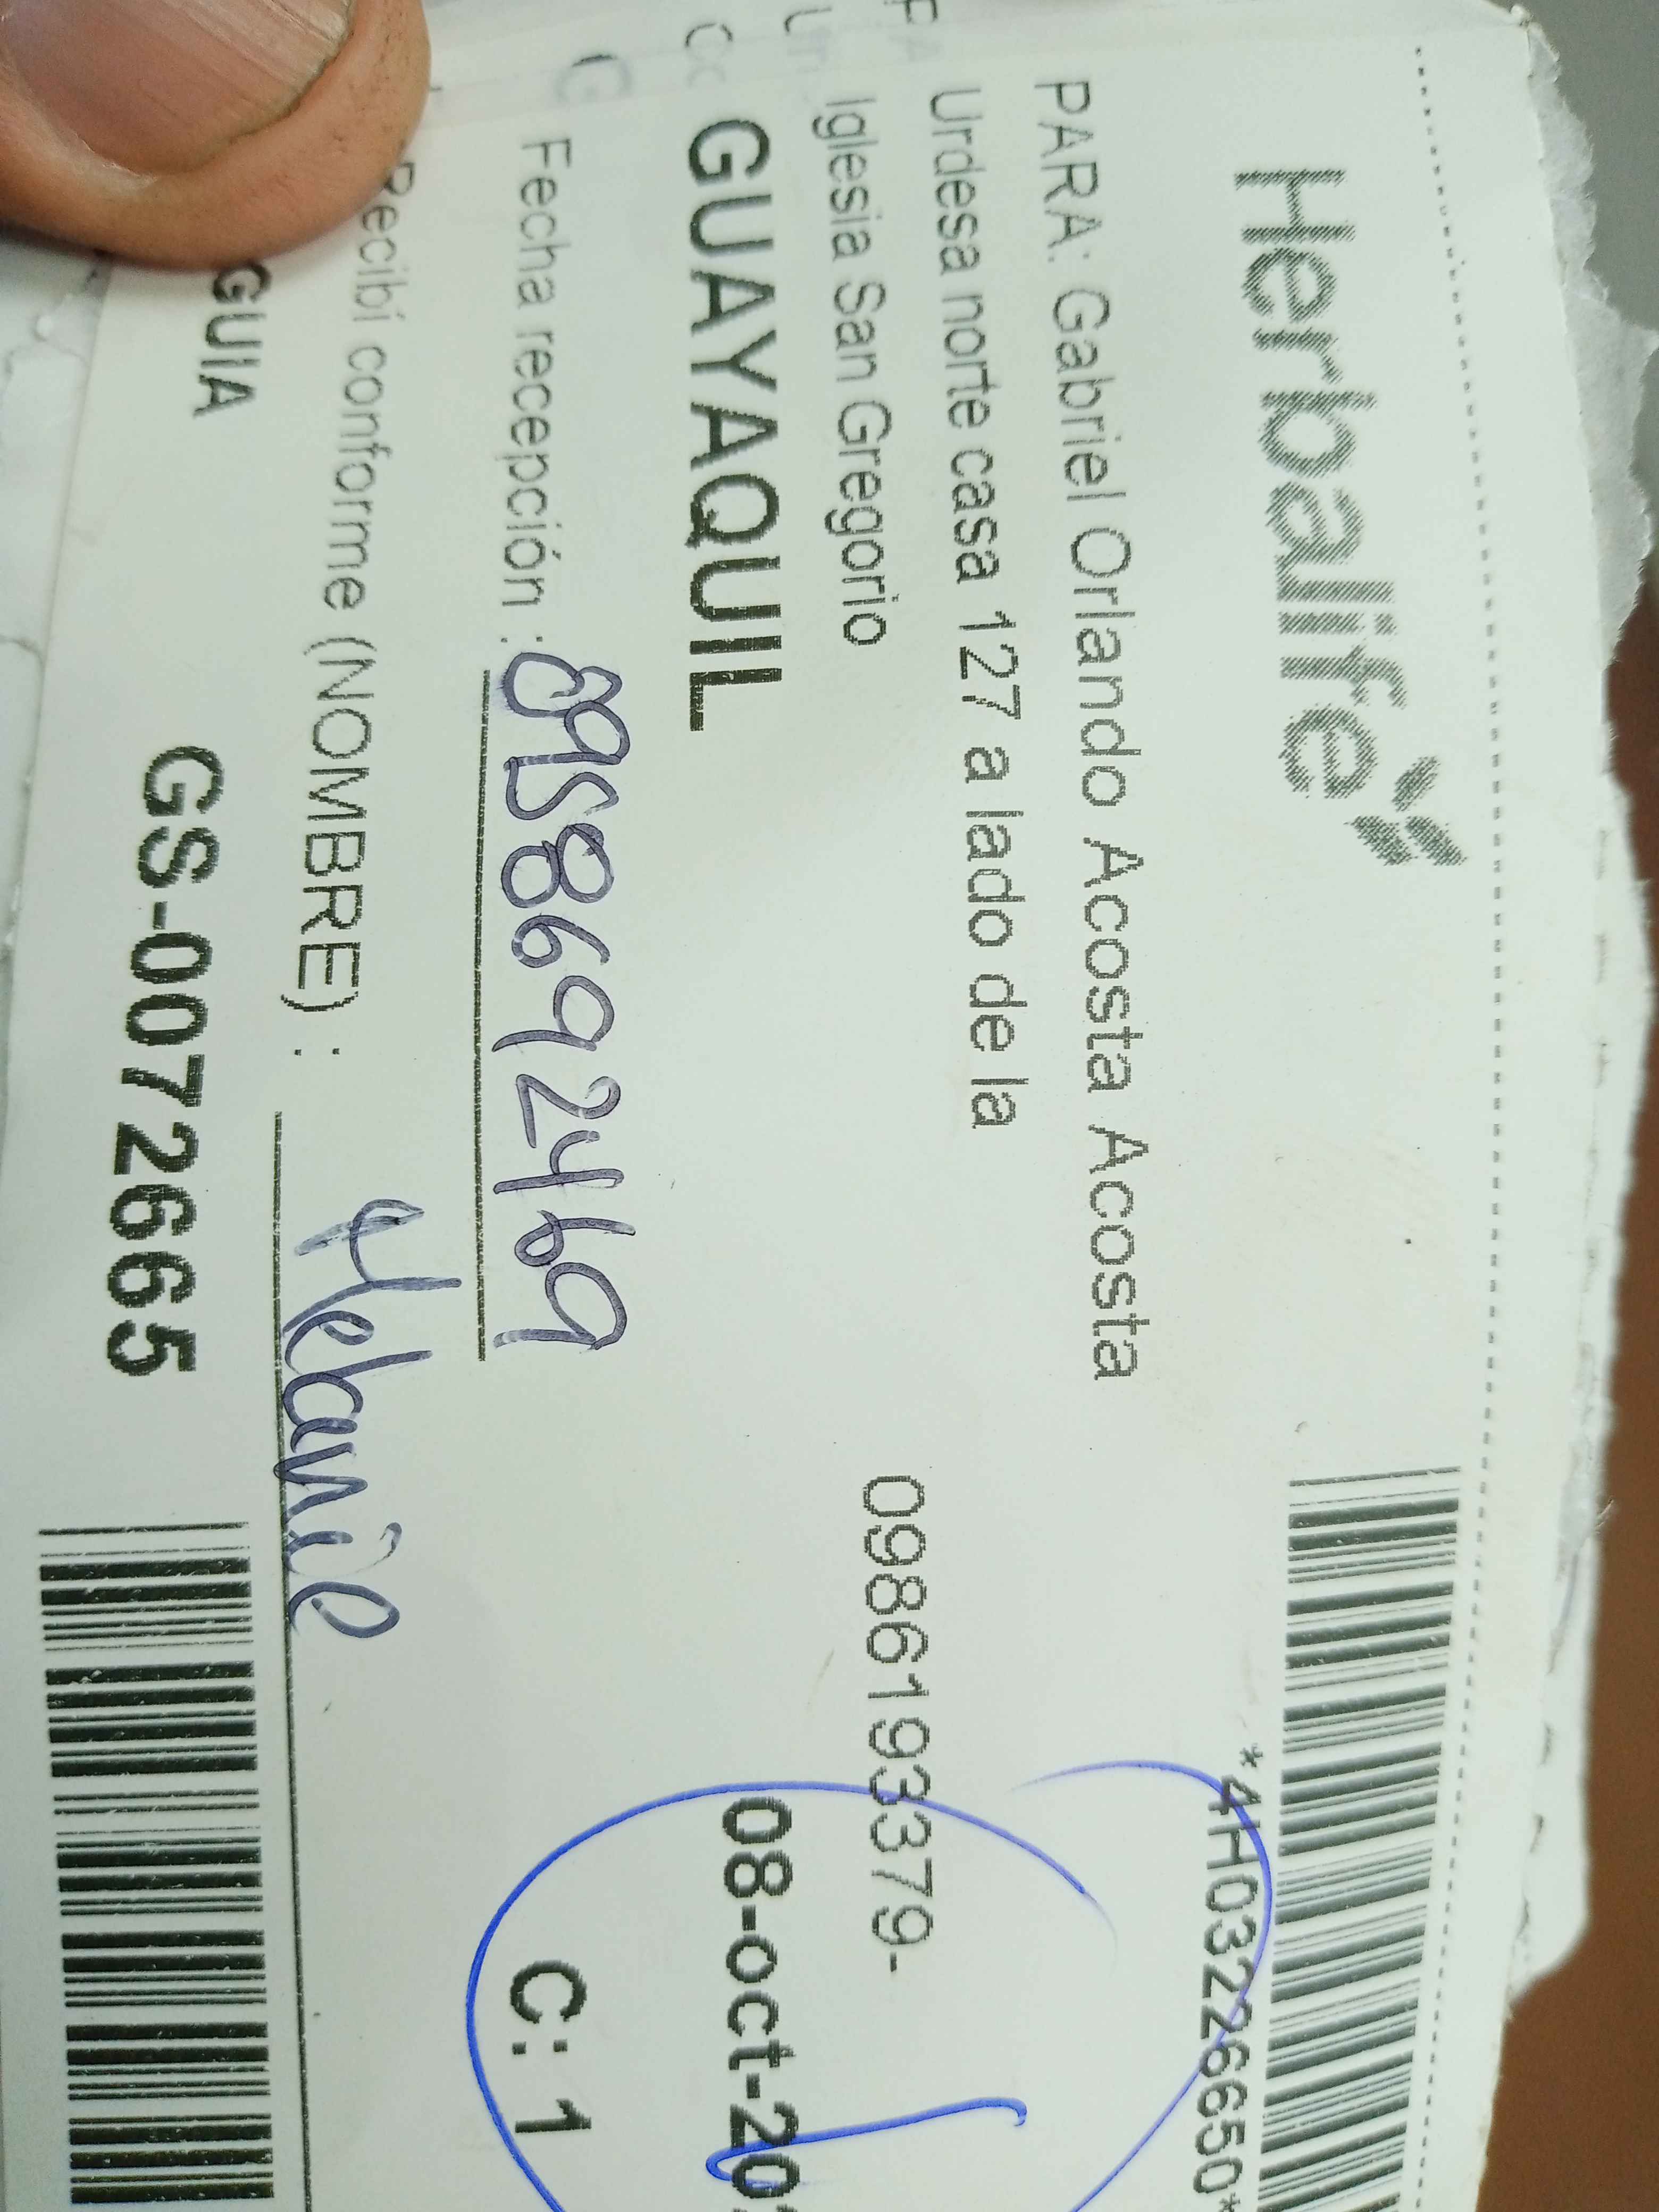 Herbalife
*4H03226650*
PARA: Gabriel Orlando Acosta Acosta
Urdesa norte casa 127 a lado de la
Iglesia San Gregorio
0986193379-
GUAYAQUIL
08-oct-20
C: 1
Fecha recepción :
Recibí conforme (NOMBRE) : Melanie
GUIA GS-0072665